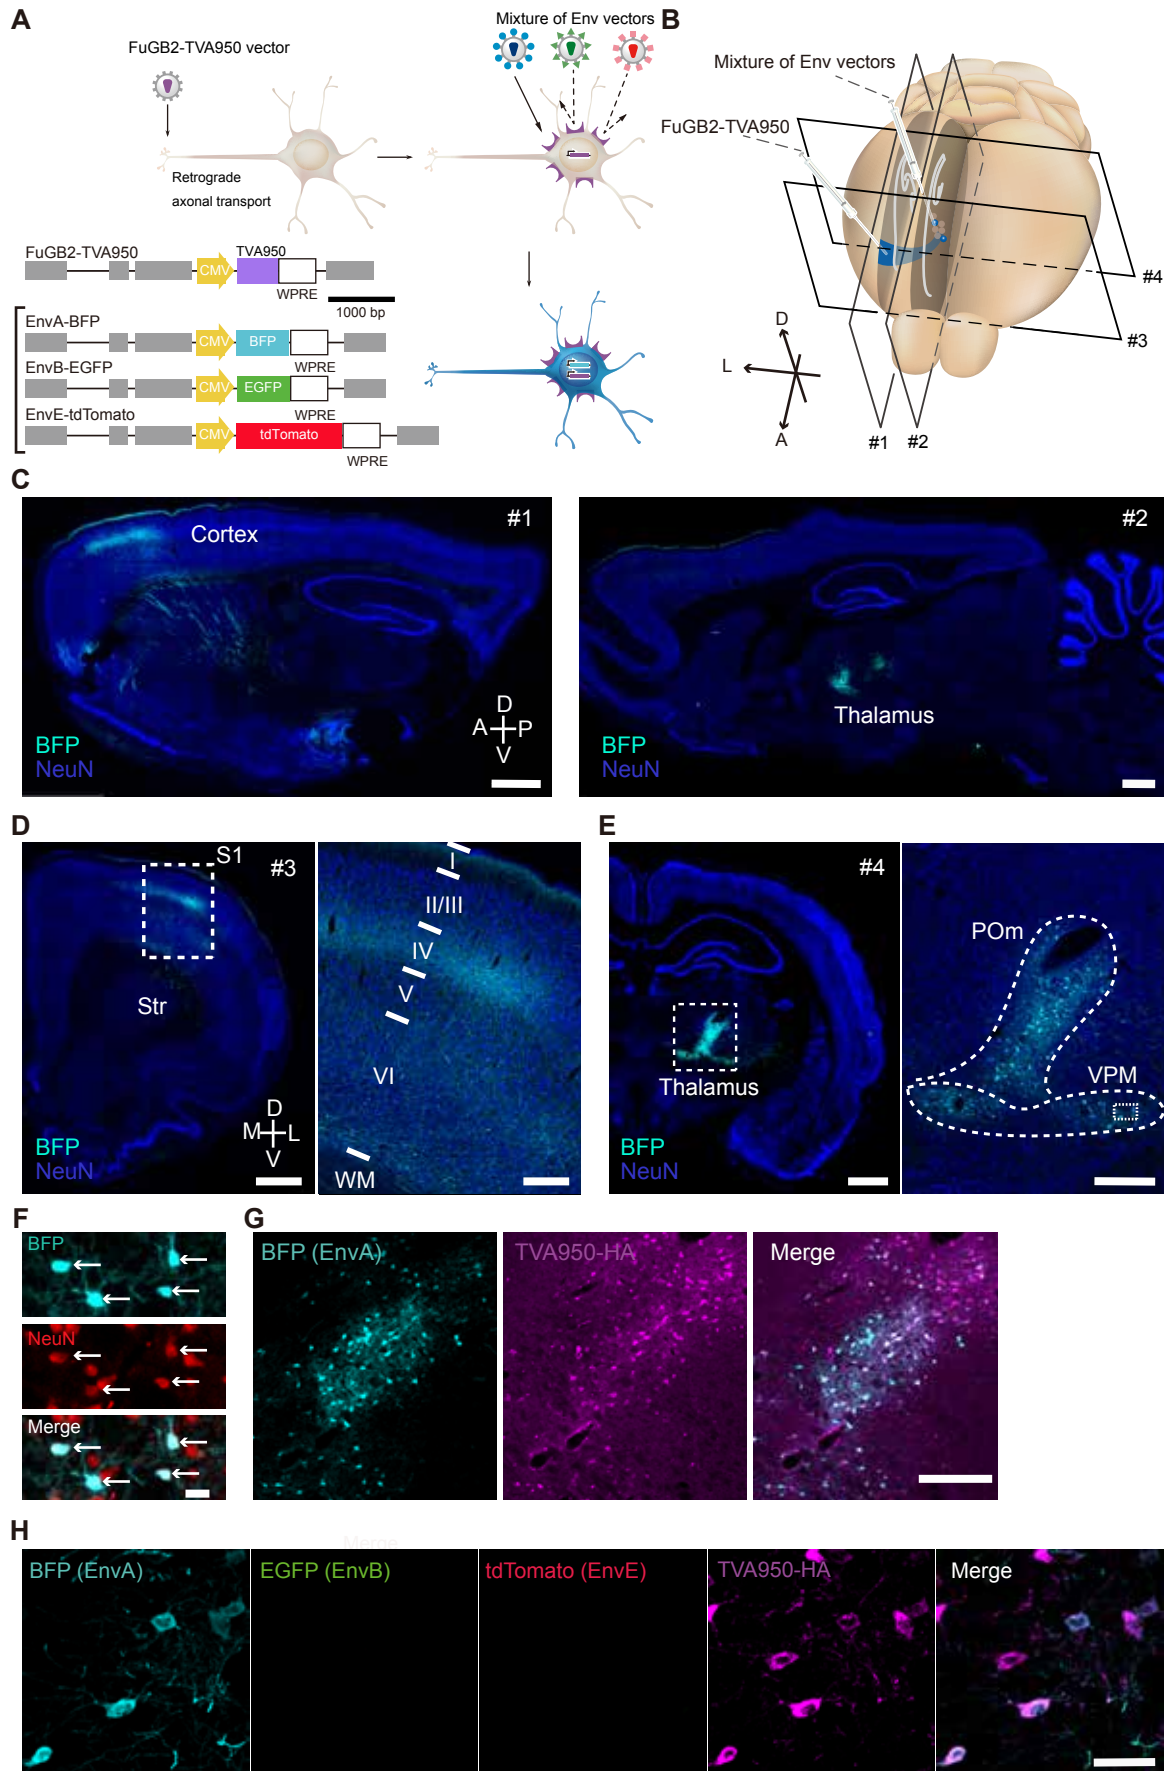 A
FuGB2-TVA950 vector
Mixture of Env vectors
Retrograde
axonal transport
FuGB2-TVA950
TVA950
CMV
WPRE
1000 bp
EnvA-BFP
CMV
BFP
WPRE
EnvB-EGFP
CMV
EGFP
WPRE
EnvE-tdTomato
CMV
tdTomato
WPRE
B
Mixture of Env vectors
FuGB2-TVA950
#4
#3
D
L
A
#1
#2
C
Cortex
#1
D
A
P
V
BFP
NeuN
#2
Thalamus
BFP
NeuN
D
S1
#3
Str
D
M
L
V
BFP
NeuN
I
II/III
IV
V
VI
WM
E
#4
Thalamus
BFP
NeuN
POm
VPM
F
BFP
NeuN
Merge
G
BFP (EnvA)
TVA950-HA
Merge
H
Merge
BFP (EnvA)
EGFP (EnvB)
tdTomato (EnvE)
TVA950-HA
Merge